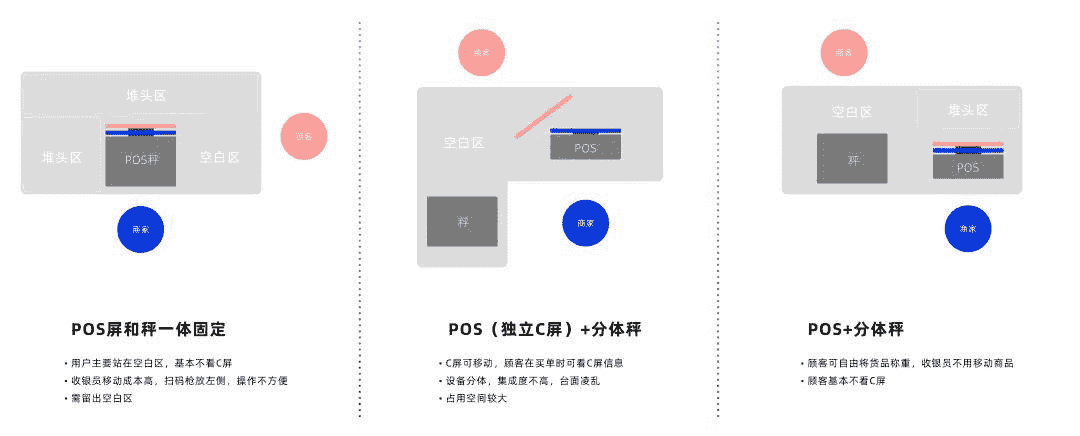 堆头区
堆头区
POS秤
空白区
商家
POS屏和秤一体固定
• 用户主要站在空白区，基本不看C屏
• 收银员移动成本高，扫码枪放左侧，操作不方便
• 需留出空白区
空白区
POS
秤
商家
POS（独立C屏）+分体秤
• C屏可移动，顾客在买单时可看C屏信息
• 设备分体，集成度不高，台面凌乱
• 占用空间较大
空白区
堆头区
秤
POS
商家
POS+分体秤
• 顾客可自由将货品称重，收银员不用移动商品
• 顾客基本不看C屏